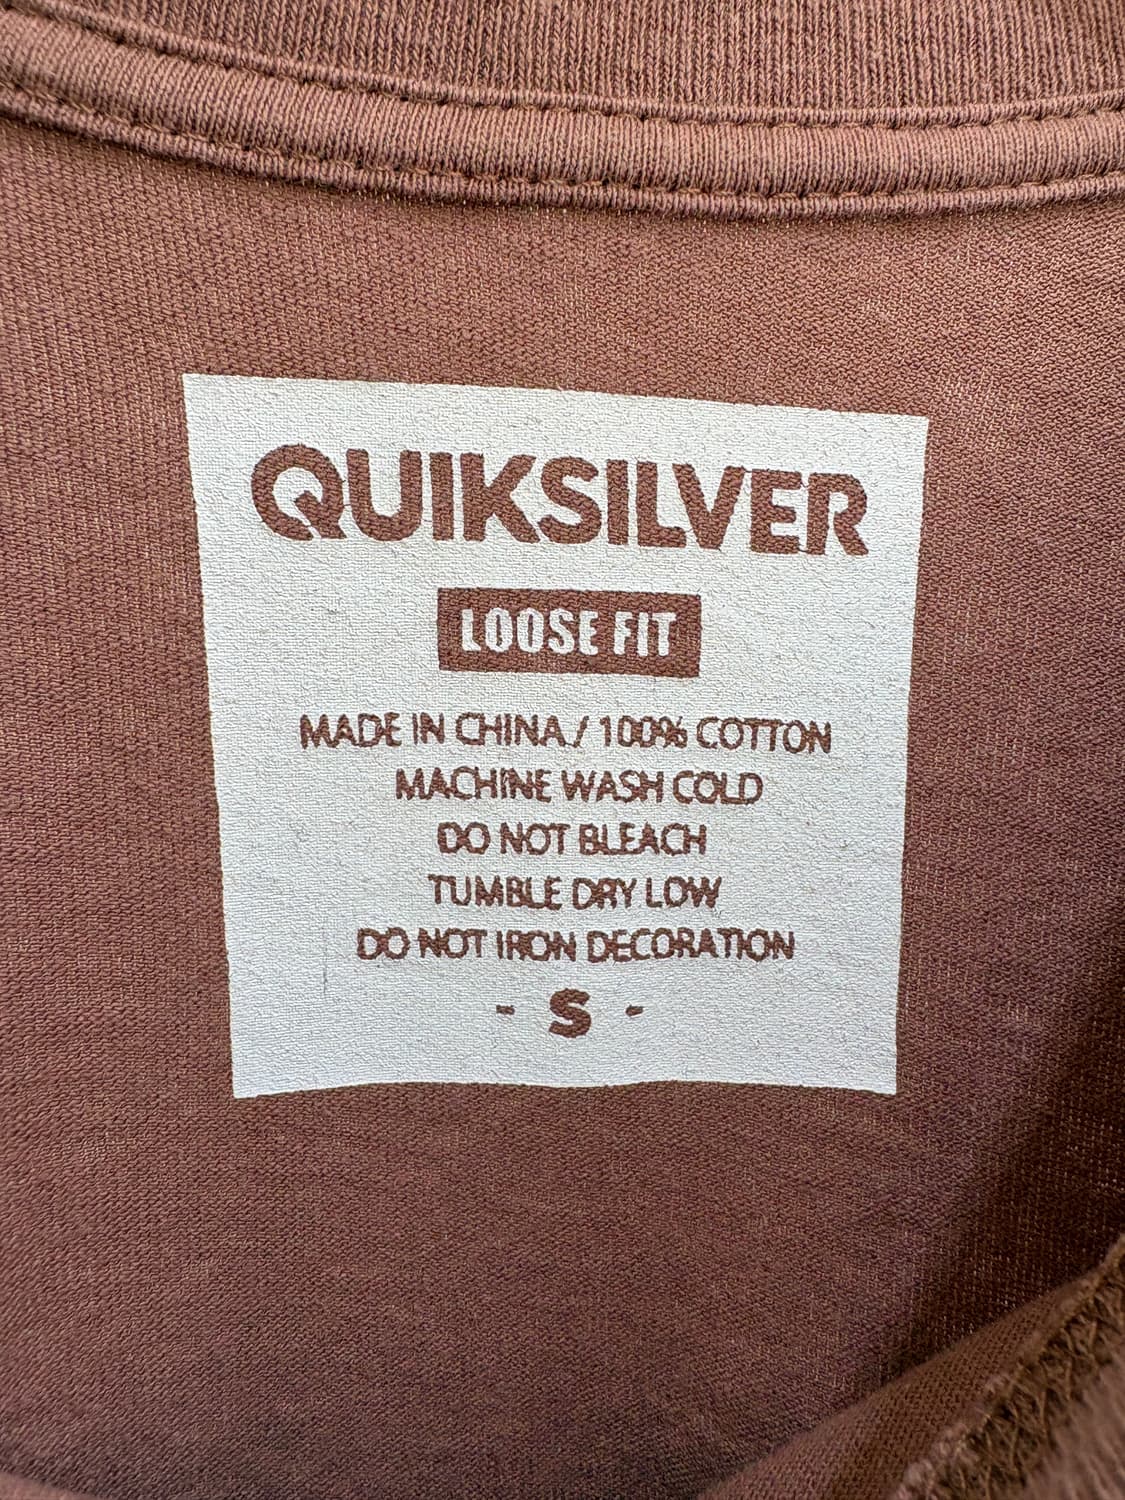 QUIKSILVER
LOOSE FIT
MADE IN CHINA / 100% COTTON
MACHINE WASH COLD
DO NOT BLEACH
TUMBLE DRY LOW
DO NOT IRON DECORATION
- S -